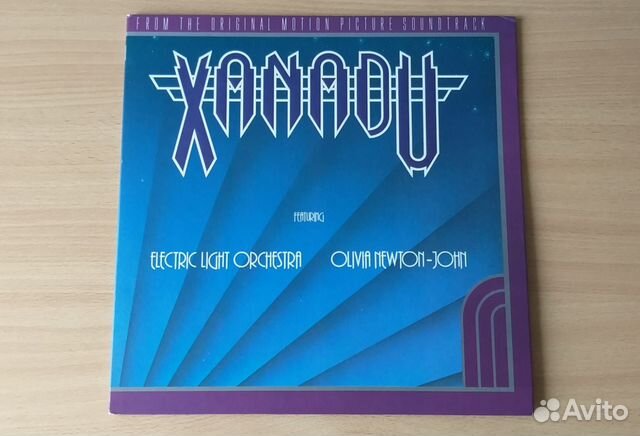 FROM THE ORIGINAL MOTION PICTURE SOUNDTRACK
XANADU
FEATURING
ELECTRIC LIGHT ORCHESTRA OLIVIA NEWTON-JOHN
Avito